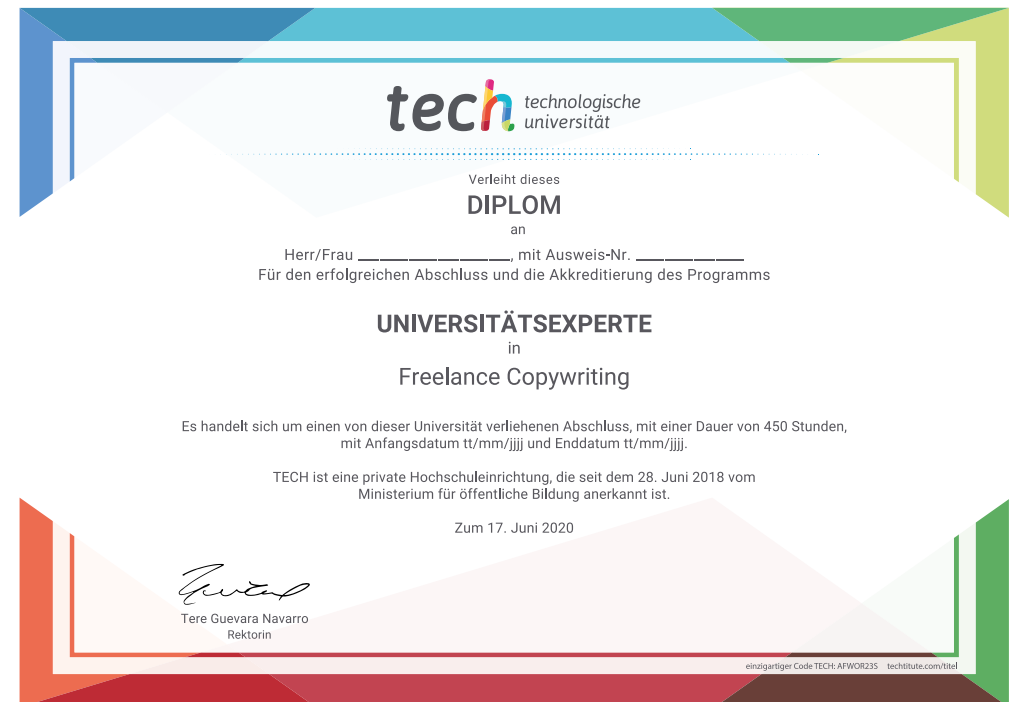 tech technologische
universität
Verleiht dieses
DIPLOM
an
Herr/Frau __________________, mit Ausweis-Nr. _____________
Für den erfolgreichen Abschluss und die Akkreditierung des Programms
UNIVERSITÄTSEXPERTE
in
Freelance Copywriting
Es handelt sich um einen von dieser Universität verliehenen Abschluss, mit einer Dauer von 450 Stunden,
mit Anfangsdatum tt/mm/jjjj und Enddatum tt/mm/jjjj.
TECH ist eine private Hochschuleinrichtung, die seit dem 28. Juni 2018 vom
Ministerium für öffentliche Bildung anerkannt ist.
Zum 17. Juni 2020
Tere Guevara Navarro
Rektorin
einzigartiger Code TECH: AFWOR23S techtitute.com/titel